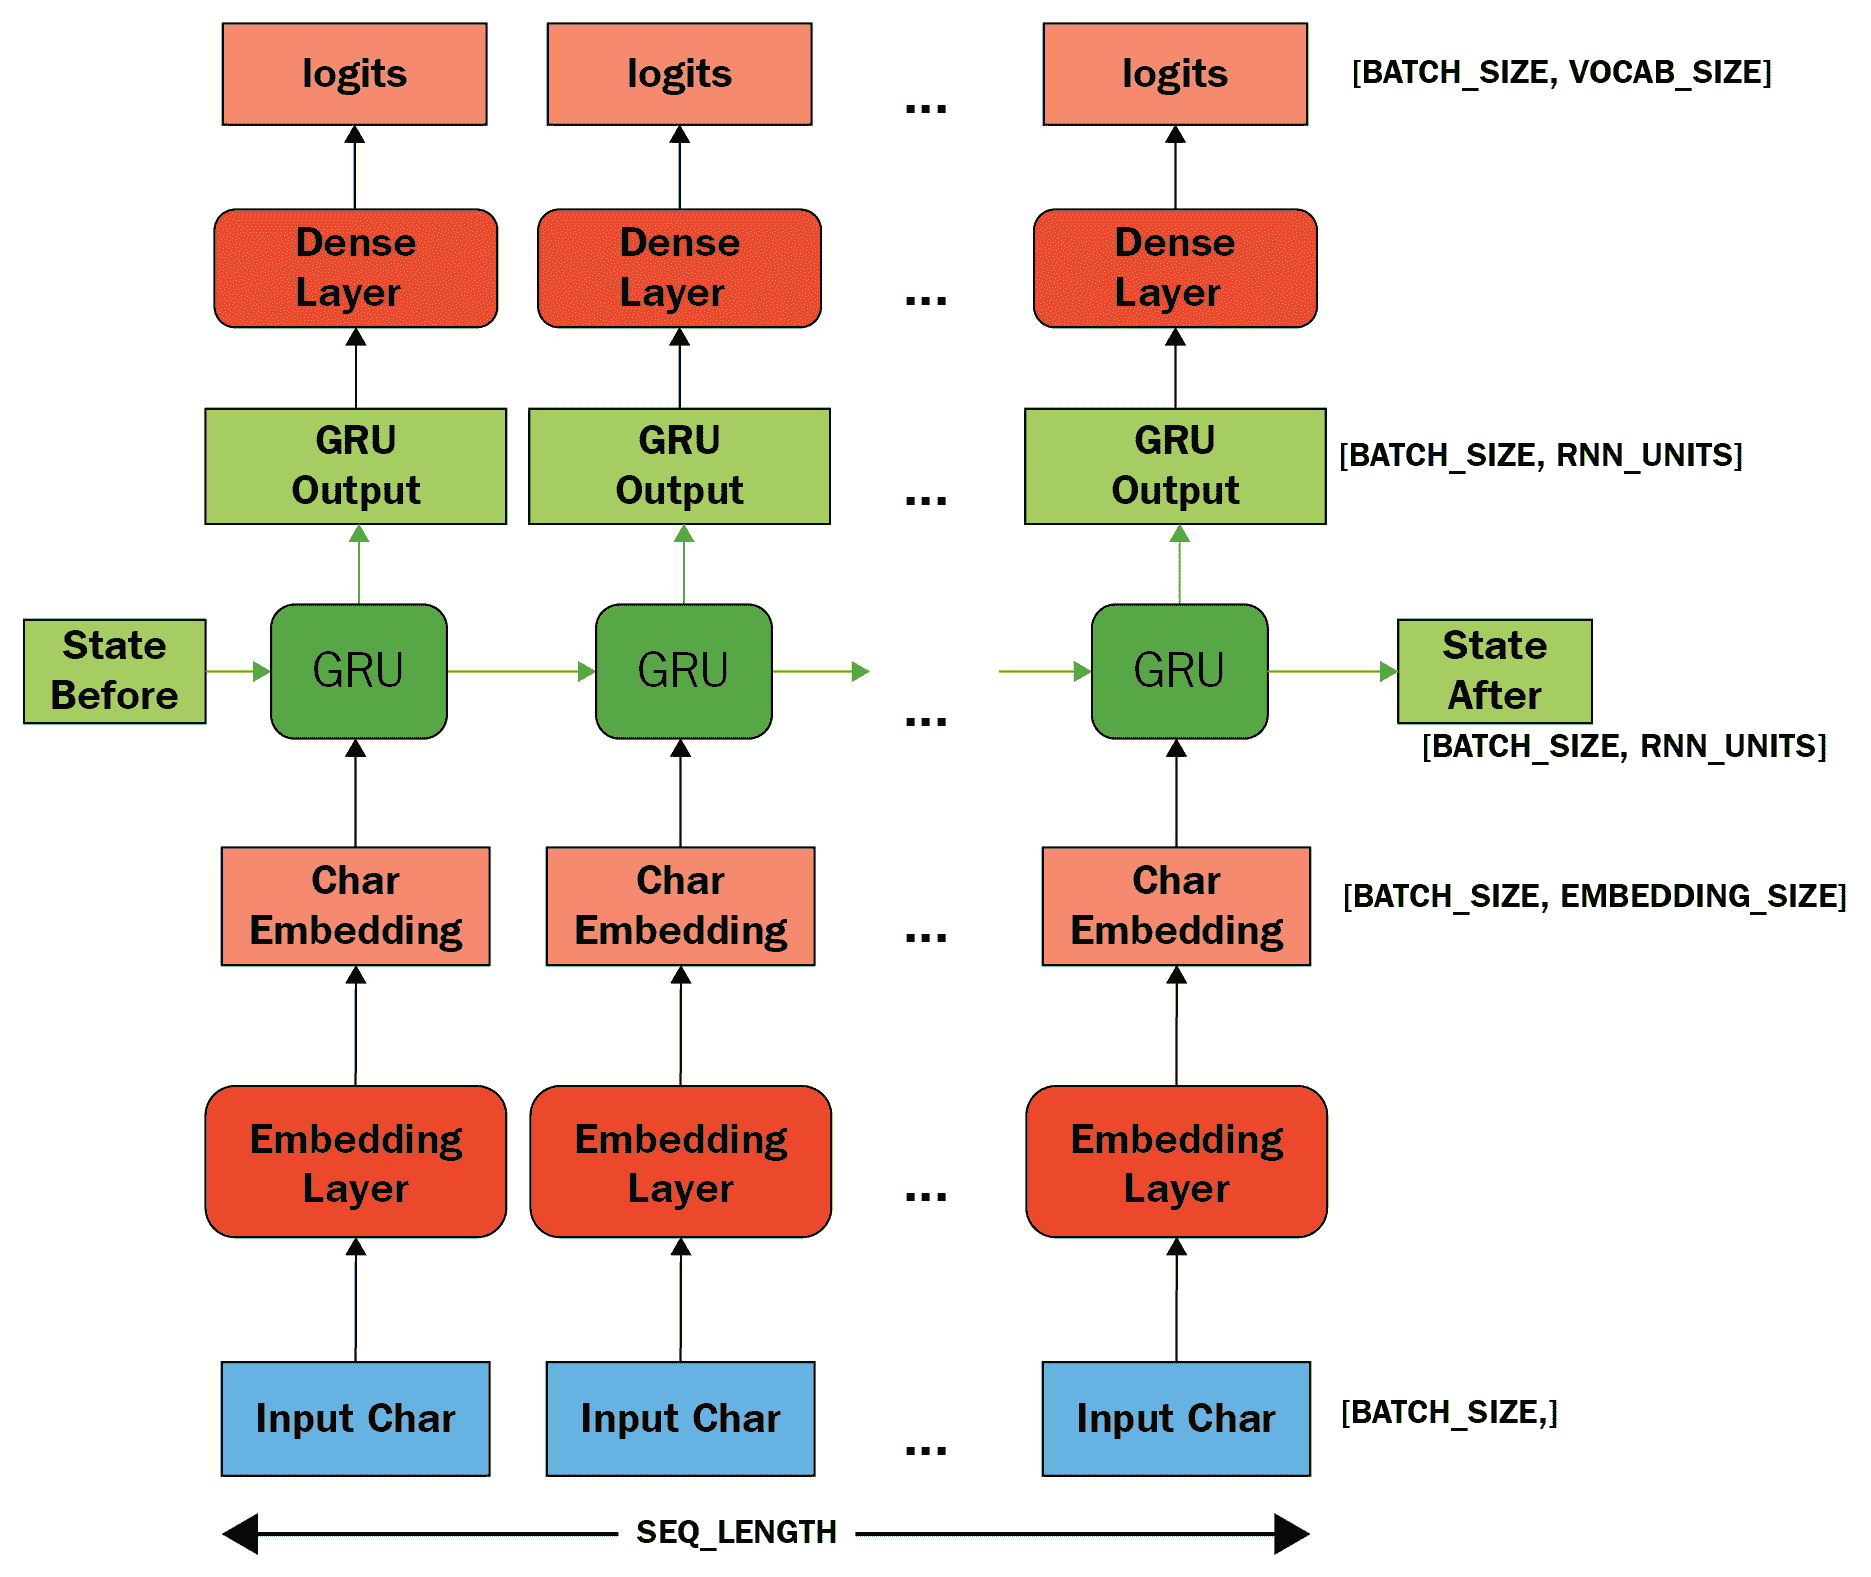 logits logits ... logits [BATCH_SIZE, VOCAB_SIZE]
Dense Dense Dense
Layer Layer ... Layer
GRU GRU GRU [BATCH_SIZE, RNN_UNITS]
Output Output ... Output
State GRU GRU GRU State
Before ... After
[BATCH_SIZE, RNN_UNITS]
Char Char Char [BATCH_SIZE, EMBEDDING_SIZE]
Embedding Embedding ... Embedding
Embedding Embedding Embedding
Layer Layer ... Layer
Input Char Input Char ... Input Char [BATCH_SIZE,]
SEQ_LENGTH